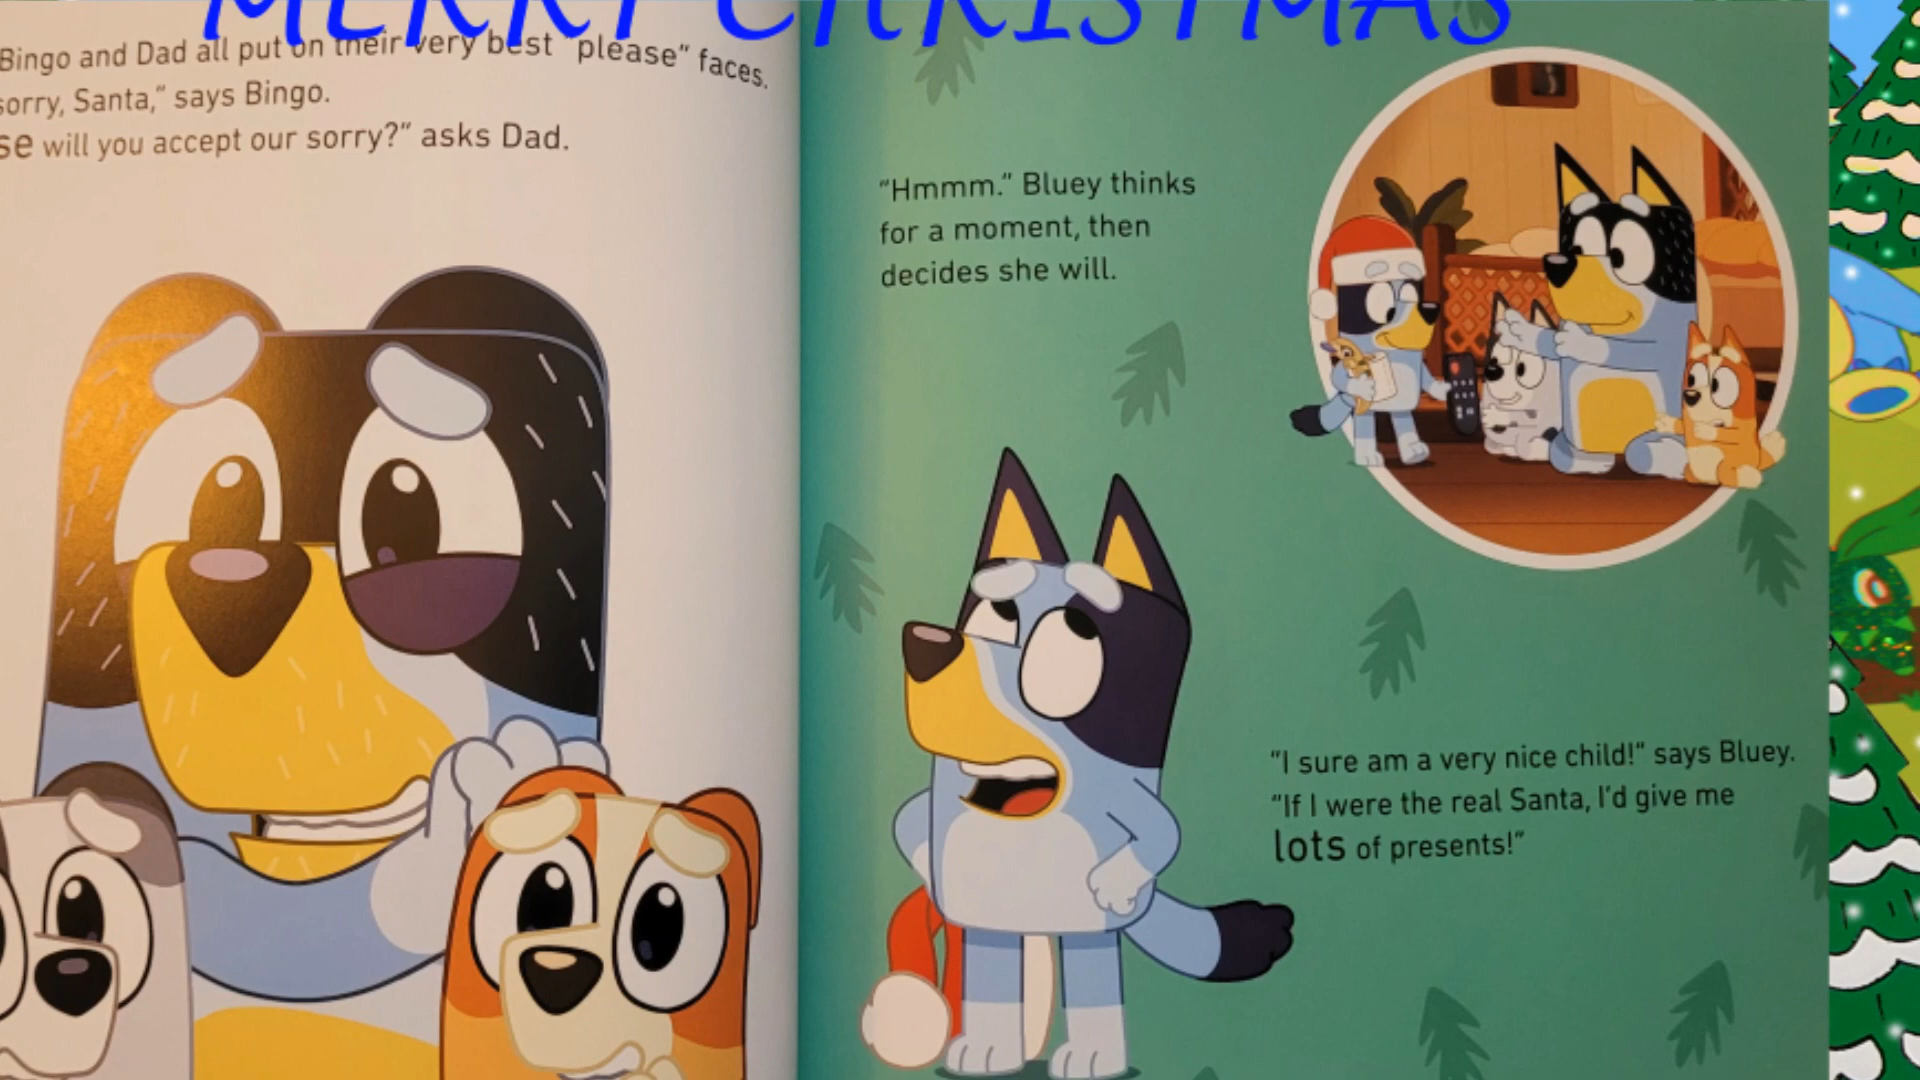 MERRY CHRISTMAS
Bingo and Dad all put on their very best "please" faces.
sorry, Santa," says Bingo.
se will you accept our sorry?" asks Dad.
"Hmmm." Bluey thinks
for a moment, then
decides she will.
"I sure am a very nice child!" says Bluey.
"If I were the real Santa, I'd give me
lots of presents!"